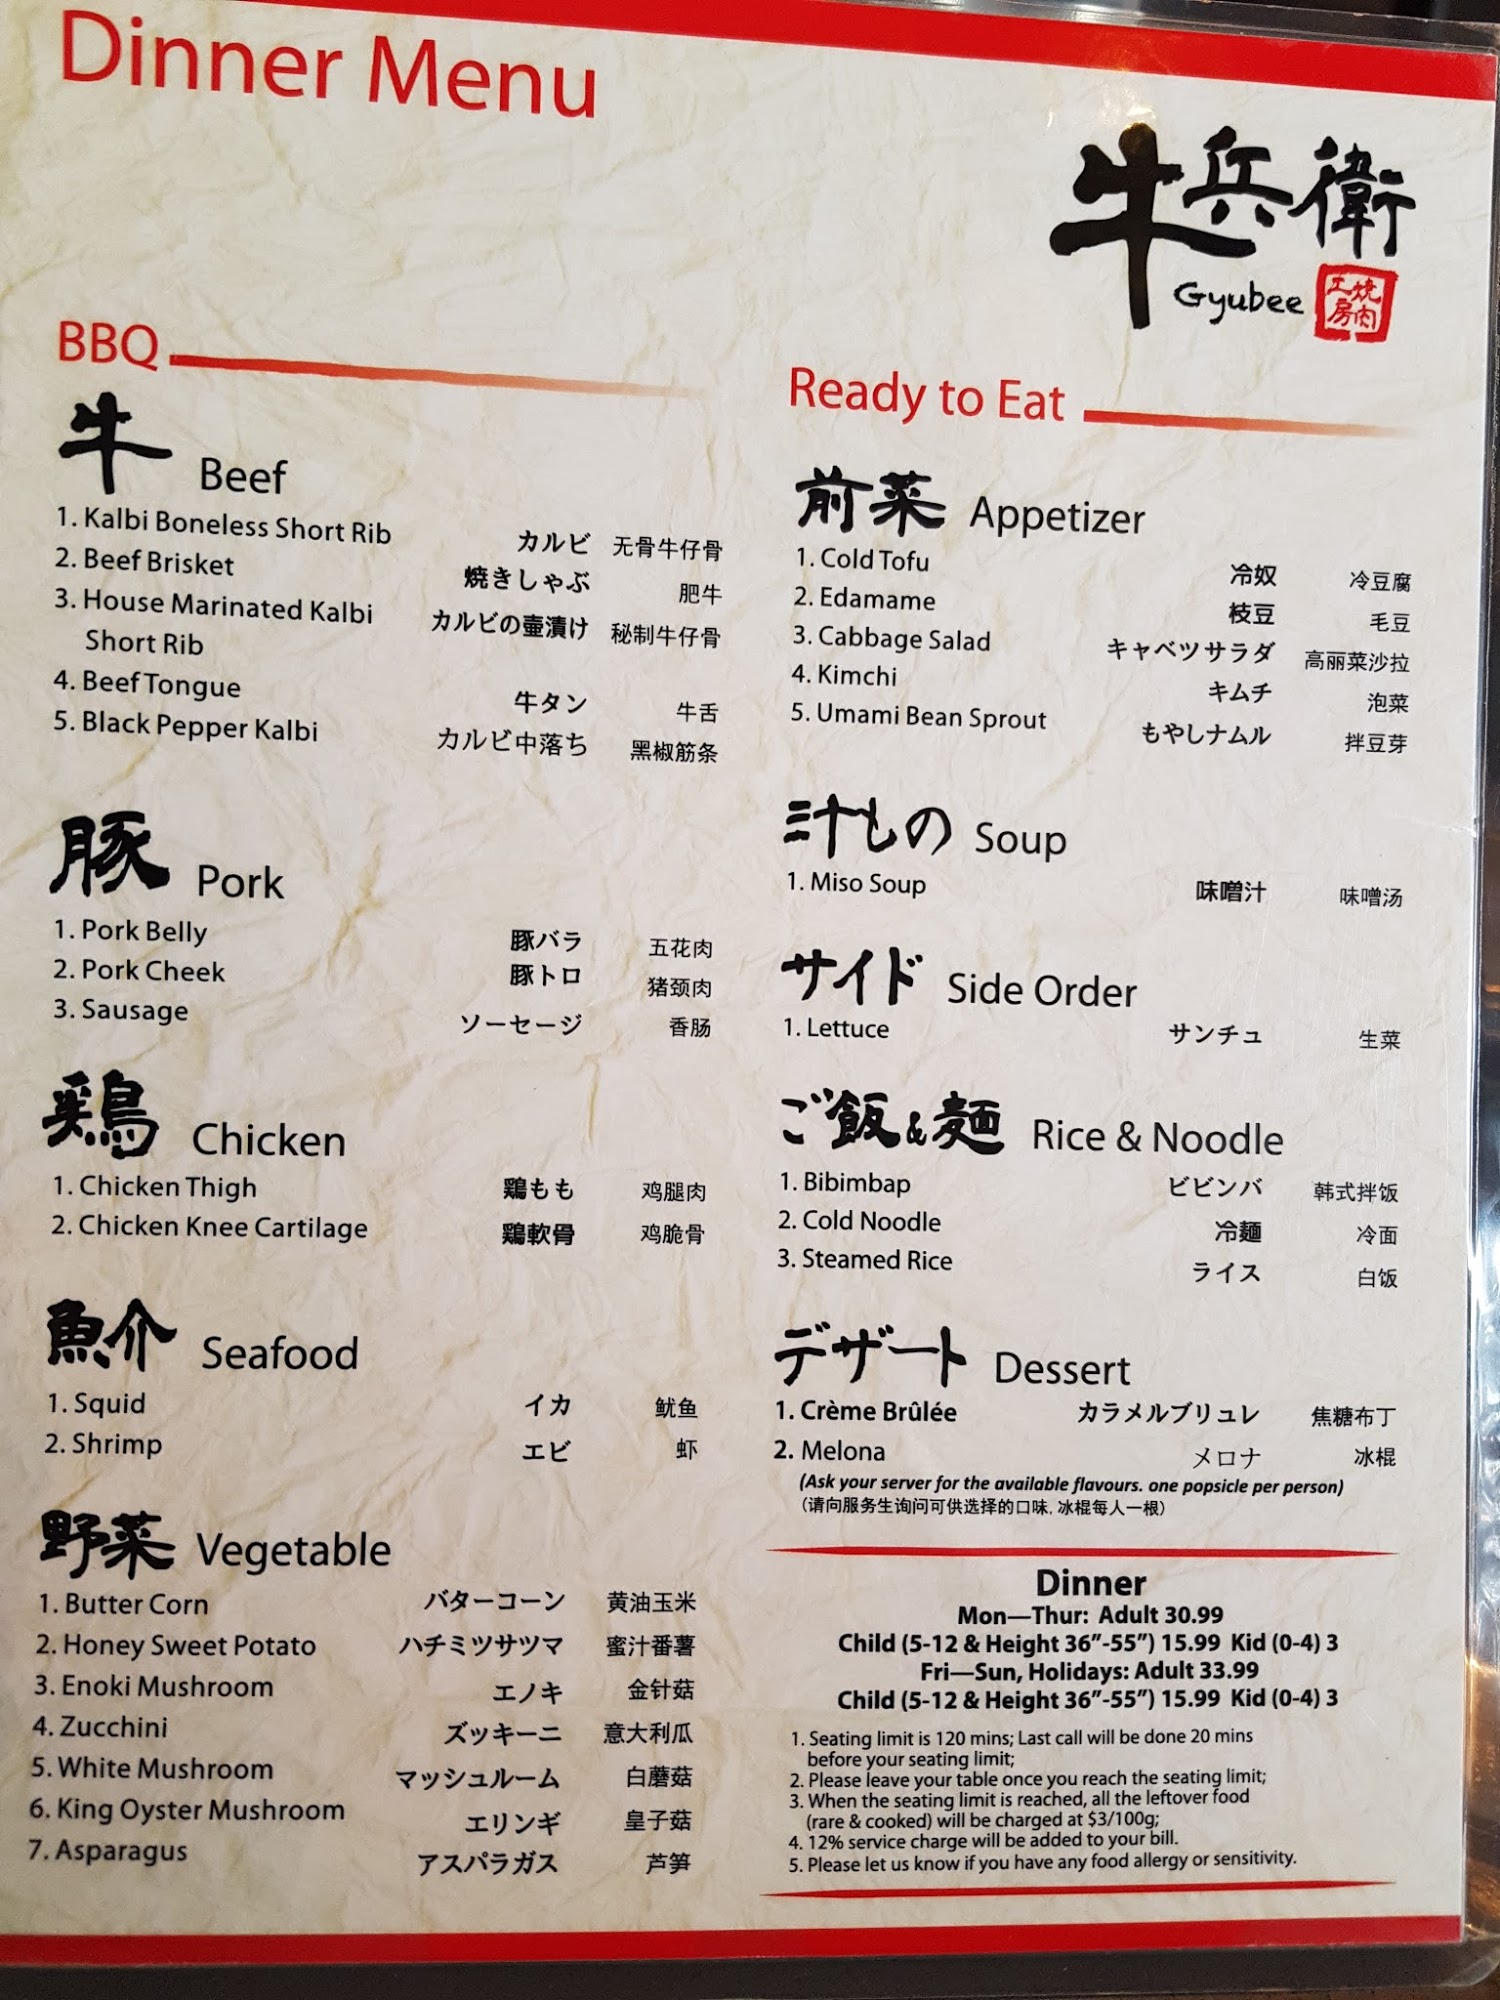 Dinner Menu
牛兵衛
Gyubee
焼肉工房
BBQ
牛 Beef
1. Kalbi Boneless Short Rib カルビ 无骨牛仔骨
2. Beef Brisket 焼きしゃぶ 肥牛
3. House Marinated Kalbi カルビの壷漬け 秘制牛仔骨
Short Rib
4. Beef Tongue 牛タン 牛舌
5. Black Pepper Kalbi カルビ中落ち 黑椒筋条
豚 Pork
1. Pork Belly 豚バラ 五花肉
2. Pork Cheek 豚トロ 猪颈肉
3. Sausage ソーセージ 香肠
鶏 Chicken
1. Chicken Thigh 鶏もも 鸡腿肉
2. Chicken Knee Cartilage 鶏軟骨 鸡脆骨
魚介 Seafood
1. Squid イカ 鱿鱼
2. Shrimp エビ 虾
野菜 Vegetable
1. Butter Corn バターコーン 黄油玉米
2. Honey Sweet Potato ハチミツサツマ 蜜汁番薯
3. Enoki Mushroom エノキ 金针菇
4. Zucchini ズッキーニ 意大利瓜
5. White Mushroom マッシュルーム 白蘑菇
6. King Oyster Mushroom エリンギ 皇子菇
7. Asparagus アスパラガス 芦笋
Ready to Eat
前菜 Appetizer
1. Cold Tofu 冷奴 冷豆腐
2. Edamame 枝豆 毛豆
3. Cabbage Salad キャベツサラダ 高丽菜沙拉
4. Kimchi キムチ 泡菜
5. Umami Bean Sprout もやしナムル 拌豆芽
汁もの Soup
1. Miso Soup 味噌汁 味噌汤
サイド Side Order
1. Lettuce サンチュ 生菜
ご飯&麺 Rice & Noodle
1. Bibimbap ビビンバ 韩式拌饭
2. Cold Noodle 冷麺 冷面
3. Steamed Rice ライス 白饭
デザート Dessert
1. Crème Brûlée カラメルブリュレ 焦糖布丁
2. Melona メロナ 冰棍
(Ask your server for the available flavours. one popsicle per person)
(请向服务生询问可供选择的口味, 冰棍每人一根)
Dinner
Mon—Thur: Adult 30.99
Child (5-12 & Height 36”-55”) 15.99 Kid (0-4) 3
Fri—Sun, Holidays: Adult 33.99
Child (5-12 & Height 36”-55”) 15.99 Kid (0-4) 3
1. Seating limit is 120 mins; Last call will be done 20 mins
before your seating limit;
2. Please leave your table once you reach the seating limit;
3. When the seating limit is reached, all the leftover food
(rare & cooked) will be charged at $3/100g;
4. 12% service charge will be added to your bill.
5. Please let us know if you have any food allergy or sensitivity.